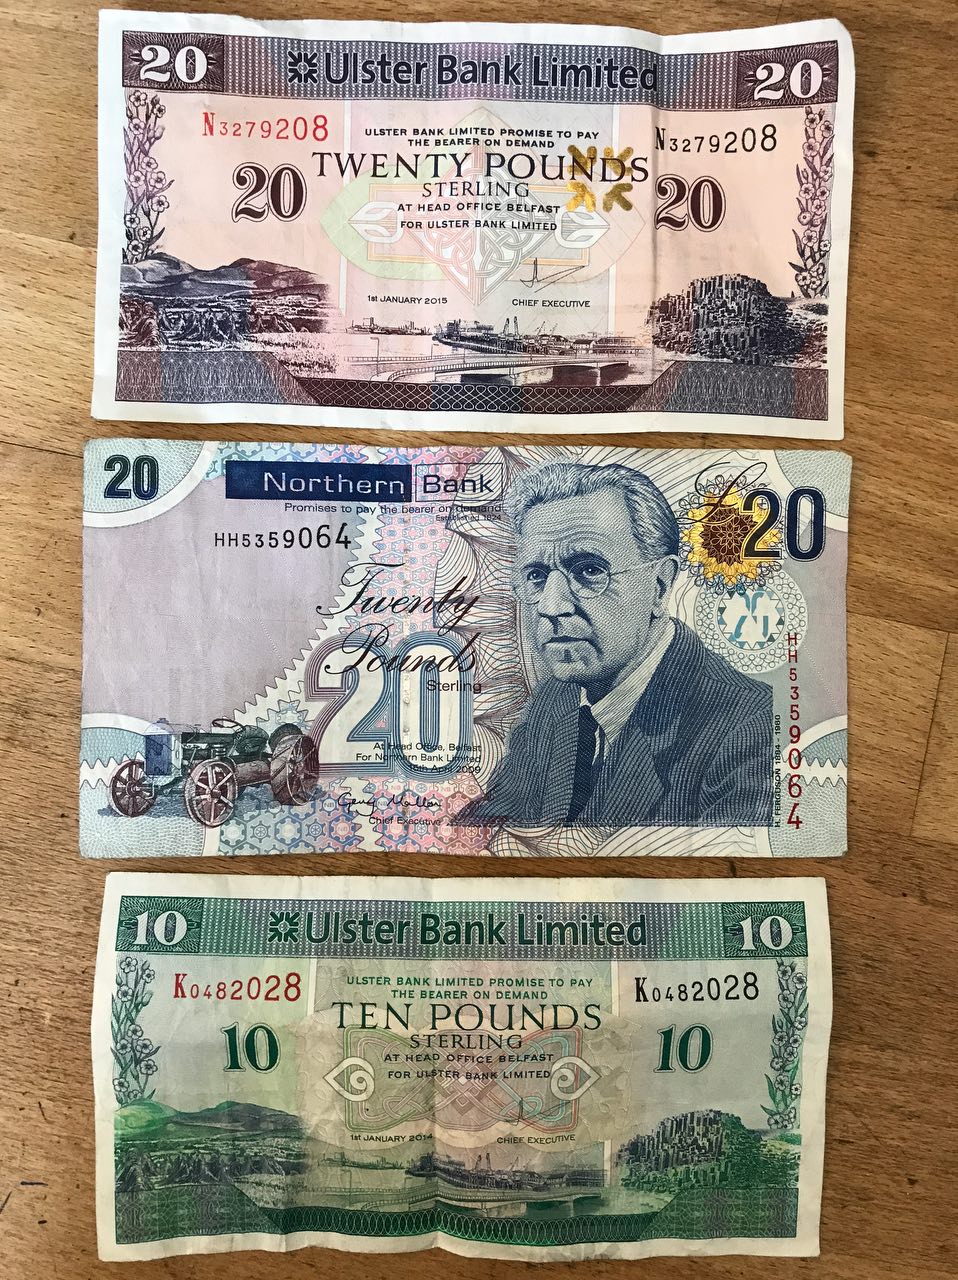 20 Ulster Bank Limited 20
N3279208 N3279208
ULSTER BANK LIMITED PROMISE TO PAY
THE BEARER ON DEMAND
TWENTY POUNDS
20 STERLING 20
AT HEAD OFFICE BELFAST
FOR ULSTER BANK LIMITED
1st JANUARY 2015 CHIEF EXECUTIVE
20 Northern Bank £20
Promises to pay the bearer on demand
Established 1824
HH5359064
Twenty
Pounds
20
Sterling
At Head Office, Belfast
For Northern Bank Limited
April 2009
Chief Executive
H. FERGUSON 1884 - 1960
HH5359064
10 Ulster Bank Limited 10
K0482028 K0482028
ULSTER BANK LIMITED PROMISE TO PAY
THE BEARER ON DEMAND
TEN POUNDS
10 STERLING 10
AT HEAD OFFICE BELFAST
FOR ULSTER BANK LIMITED
1st JANUARY 2014 CHIEF EXECUTIVE